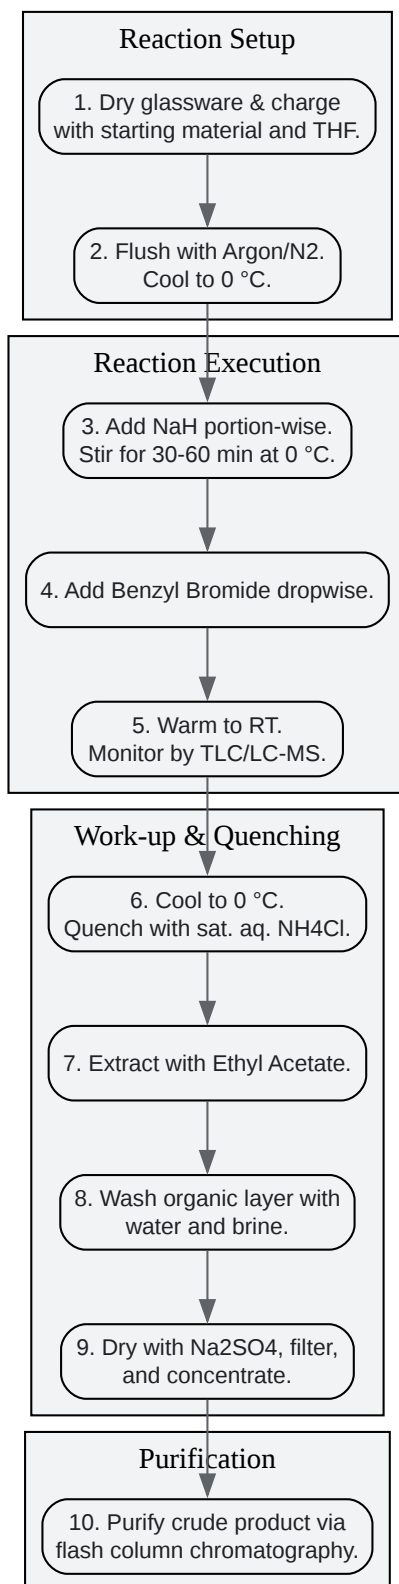 Reaction Setup
1. Dry glassware & charge
with starting material and THF.
2. Flush with Argon/N2.
Cool to 0 °C.
Reaction Execution
3. Add NaH portion-wise.
Stir for 30-60 min at 0 °C.
4. Add Benzyl Bromide dropwise.
5. Warm to RT.
Monitor by TLC/LC-MS.
Work-up & Quenching
6. Cool to 0 °C.
Quench with sat. aq. NH4Cl.
7. Extract with Ethyl Acetate.
8. Wash organic layer with
water and brine.
9. Dry with Na2SO4, filter,
and concentrate.
Purification
10. Purify crude product via
flash column chromatography.